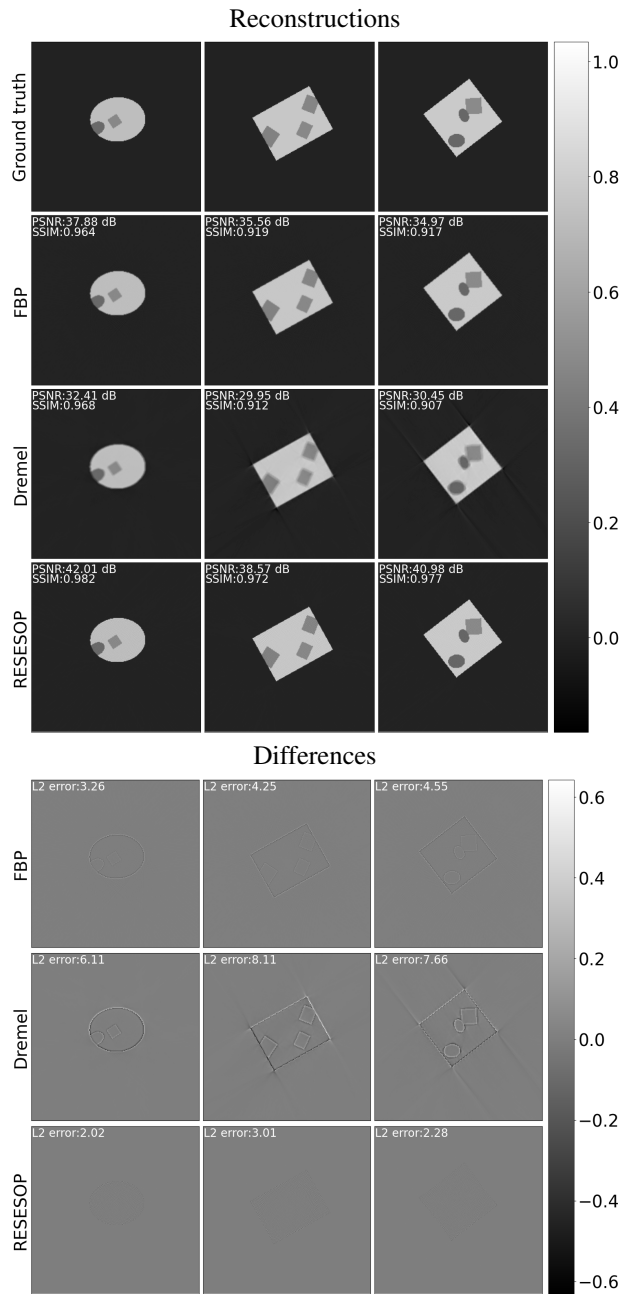 Reconstructions
Ground truth
1.0
0.8
0.6
0.4
0.2
0.0
FBP
PSNR:37.88 dB
SSIM:0.964
PSNR:35.56 dB
SSIM:0.919
PSNR:34.97 dB
SSIM:0.917
Dremel
PSNR:32.41 dB
SSIM:0.968
PSNR:29.95 dB
SSIM:0.912
PSNR:30.45 dB
SSIM:0.907
RESESOP
PSNR:42.01 dB
SSIM:0.982
PSNR:38.57 dB
SSIM:0.972
PSNR:40.98 dB
SSIM:0.977
Differences
FBP
L2 error:3.26
L2 error:4.25
L2 error:4.55
Dremel
L2 error:6.11
L2 error:8.11
L2 error:7.66
RESESOP
L2 error:2.02
L2 error:3.01
L2 error:2.28
0.6
0.4
0.2
0.0
−0.2
−0.4
−0.6